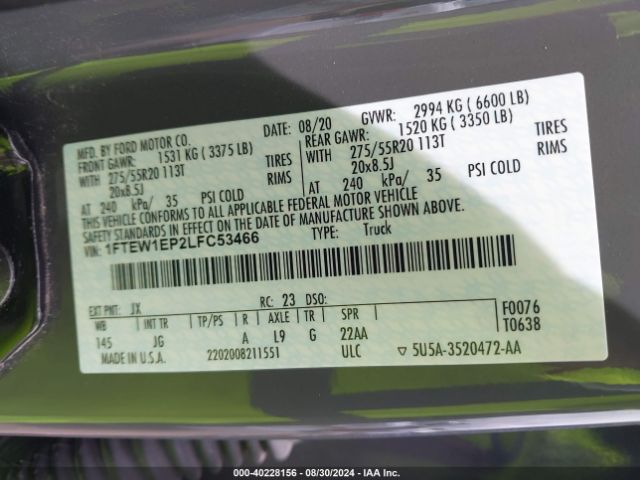 MFD. BY FORD MOTOR CO.
DATE: 08/20
GVWR: 2994 KG ( 6600 LB)
FRONT GAWR: 1531 KG ( 3375 LB)
REAR GAWR: 1520 KG ( 3350 LB)
WITH 275/55R20 113T TIRES
WITH 275/55R20 113T TIRES
20x8.5J RIMS
20x8.5J RIMS
AT 240 kPa/ 35 PSI COLD
AT 240 kPa/ 35 PSI COLD
THIS VEHICLE CONFORMS TO ALL APPLICABLE FEDERAL MOTOR VEHICLE
SAFETY STANDARDS IN EFFECT ON THE DATE OF MANUFACTURE SHOWN ABOVE.
VIN: 1FTEW1EP2LFC53466
TYPE: Truck
EXT PNT: JX RC: 23 DSO: F0076
WB INT TR TP/PS R AXLE TR SPR T0638
145 JG A L9 G 22AA
MADE IN U.S.A. 2202008211551 ULC ▽ 5U5A-3520472-AA
000-40228156 - 08/30/2024 - IAA Inc.